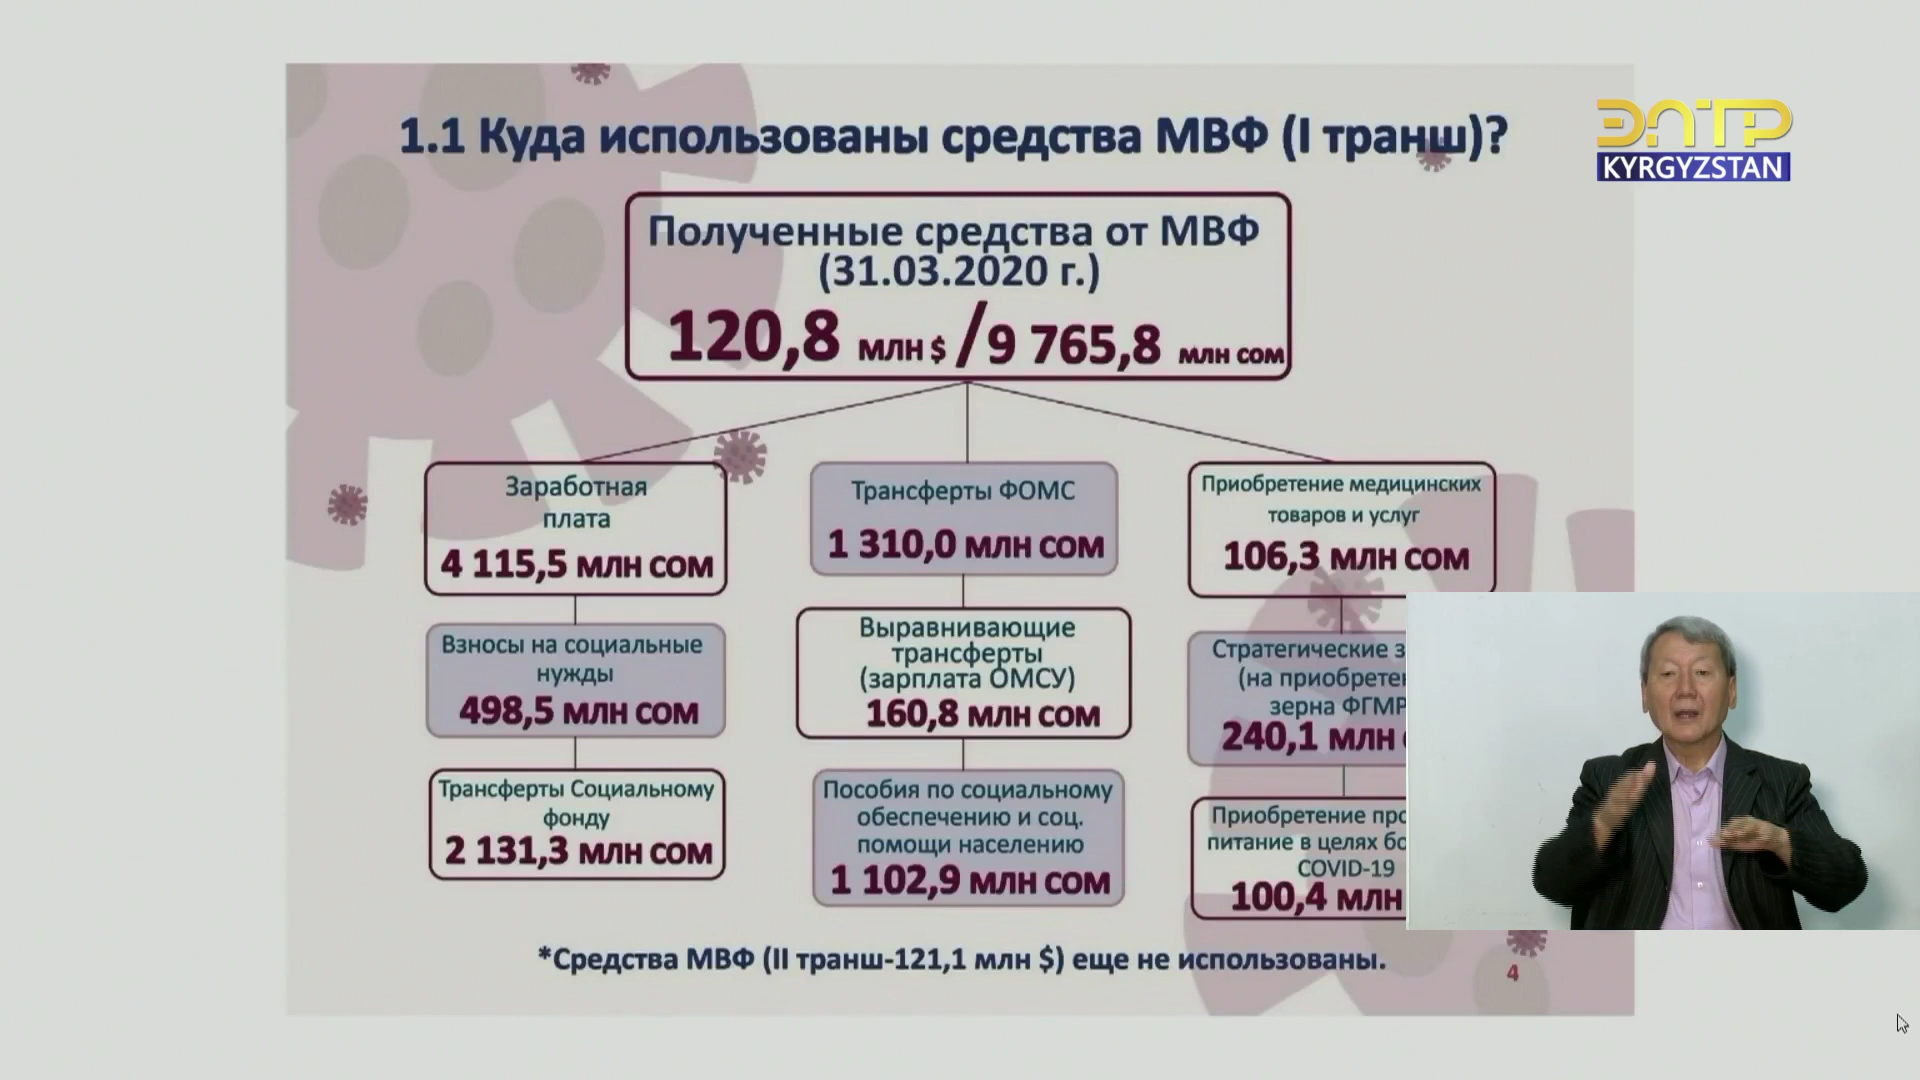 1.1 Куда использованы средства МВФ (I транш)?
ЭЛТР
KYRGYZSTAN
Полученные средства от МВФ
(31.03.2020 г.)
120,8 млн $ / 9 765,8 млн сом
Заработная
плата
4 115,5 млн сом
Взносы на социальные
нужды
498,5 млн сом
Трансферты Социальному
фонду
2 131,3 млн сом
Трансферты ФОМС
1 310,0 млн сом
Выравнивающие
трансферты
(зарплата ОМСУ)
160,8 млн сом
Пособия по социальному
обеспечению и соц.
помощи населению
1 102,9 млн сом
Приобретение медицинских
товаров и услуг
106,3 млн сом
Стратегические
(на
зерна ФГМР
240,1 млн
Приобретение
питание в целях
COVID-19
100,4 млн
*Средства МВФ (II транш-121,1 млн $) еще не использованы.
4